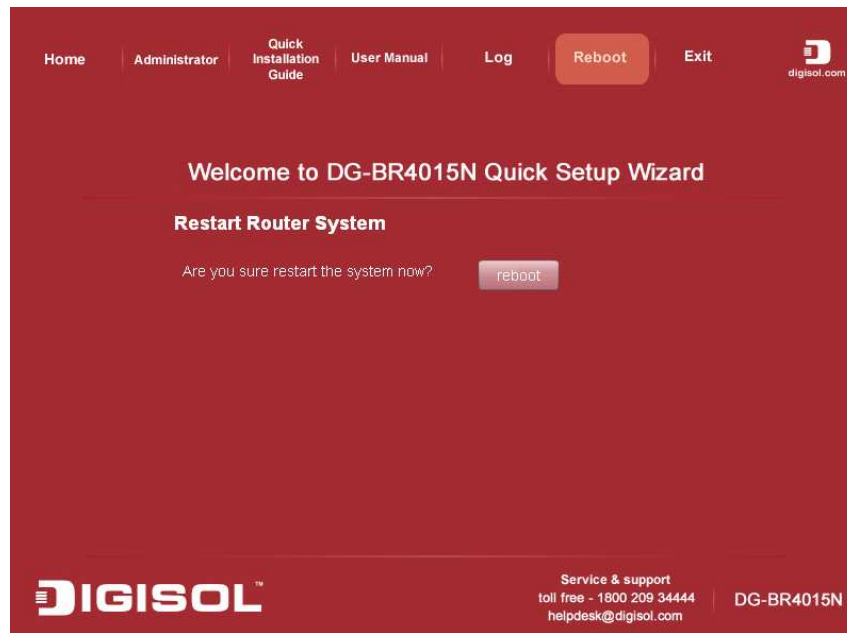 Home
Administrator
Quick
Installation
Guide
User Manual
Log
Reboot
Exit
digisol.com
Welcome to DG-BR4015N Quick Setup Wizard
Restart Router System
Are you sure restart the system now?
reboot
DIGISOL™
Service & support
toll free - 1800 209 34444
helpdesk@digisol.com
DG-BR4015N